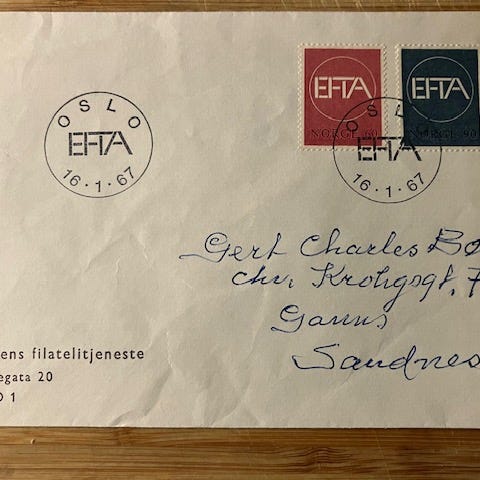 EFTA
NORGE 60
EFTA
NORGE 90
OSLO
EFTA
16·1·67
OSLO
EFTA
16·1·67
Gert Charles
chr. Krohgsgt. 7
Ganns
Sandnes
ens filatelitjeneste
egata 20
O 1